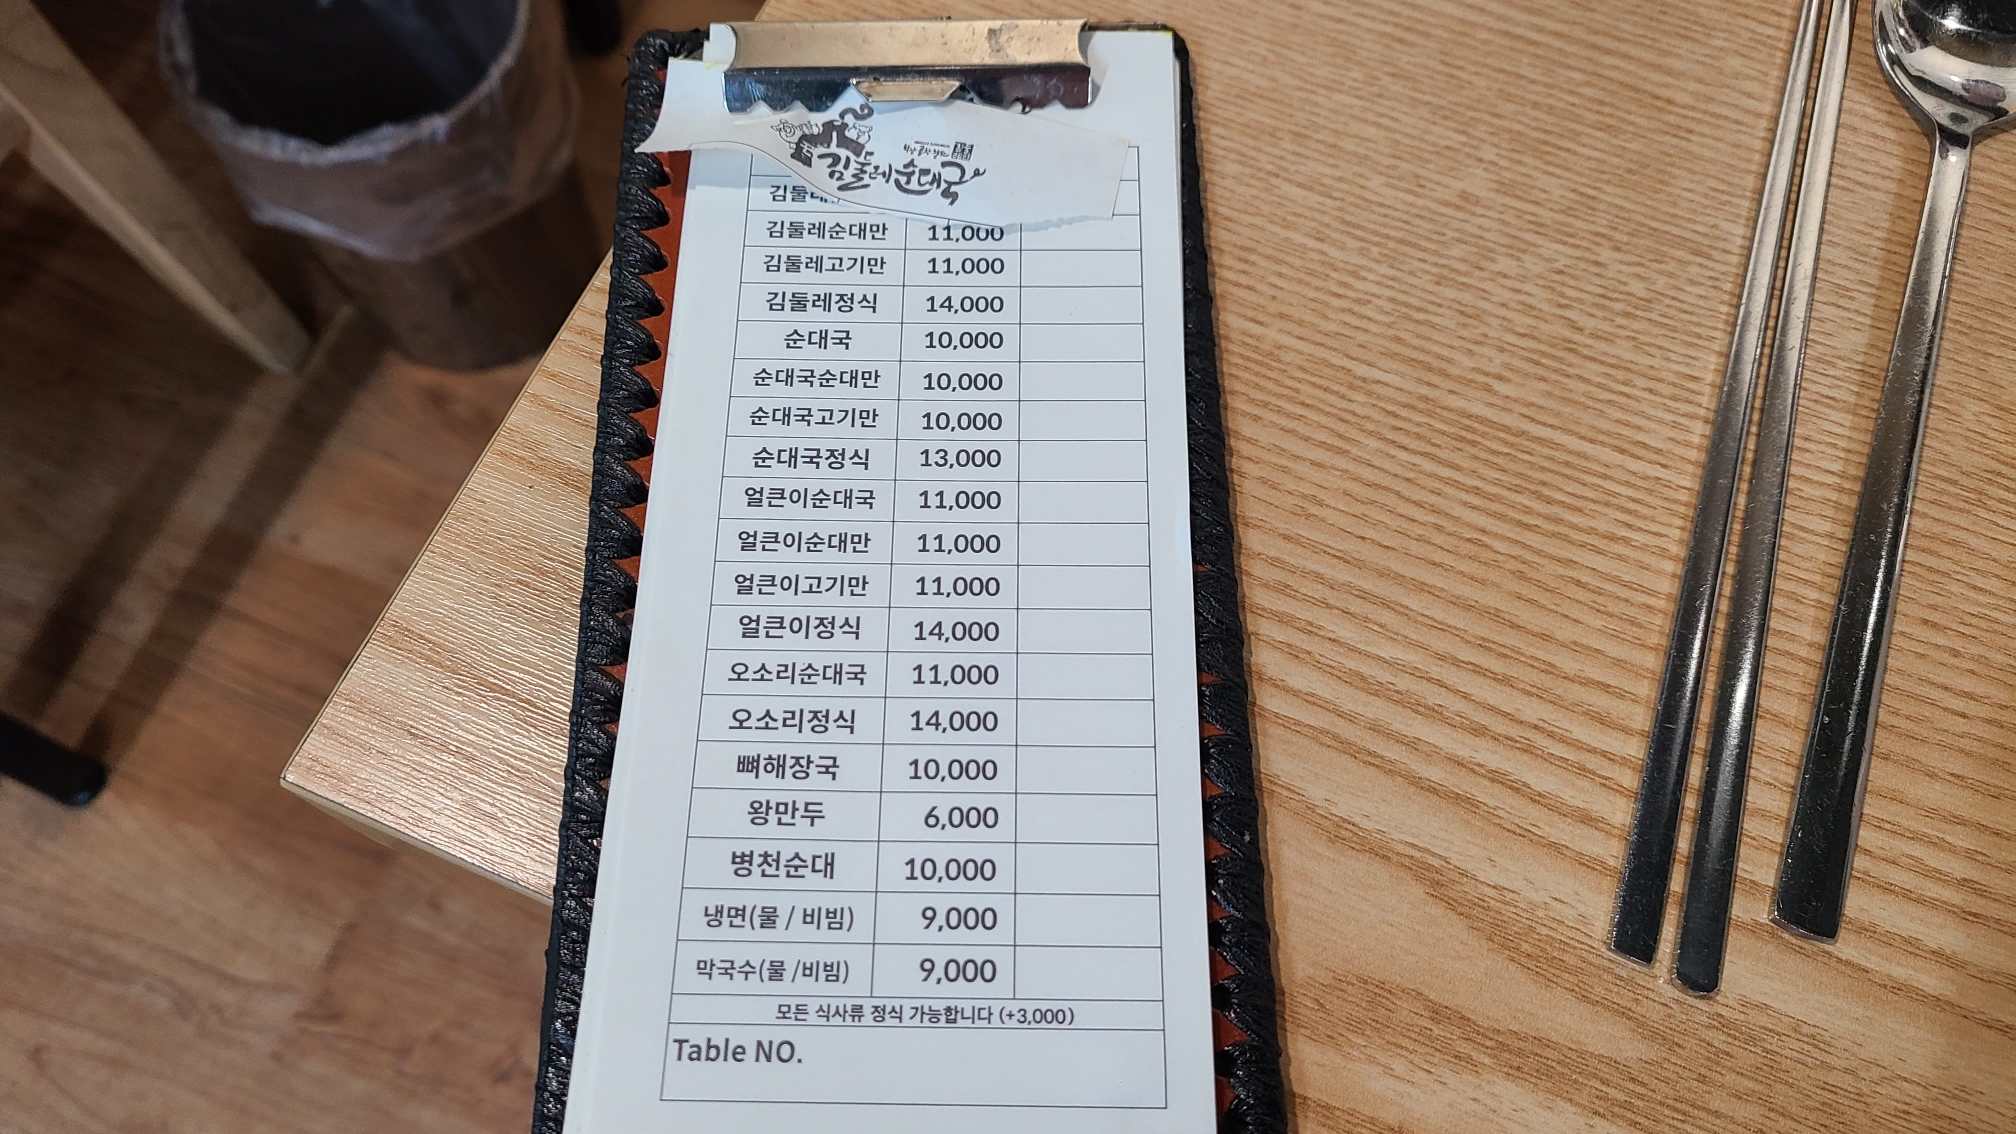 김둘레순대국
김둘레순대만 11,000
김둘레고기만 11,000
김둘레정식 14,000
순대국 10,000
순대국순대만 10,000
순대국고기만 10,000
순대국정식 13,000
얼큰이순대국 11,000
얼큰이순대만 11,000
얼큰이고기만 11,000
얼큰이정식 14,000
오소리순대국 11,000
오소리정식 14,000
뼈해장국 10,000
왕만두 6,000
병천순대 10,000
냉면(물 / 비빔) 9,000
막국수(물 /비빔) 9,000
모든 식사류 정식 가능합니다 (+3,000)
Table NO.